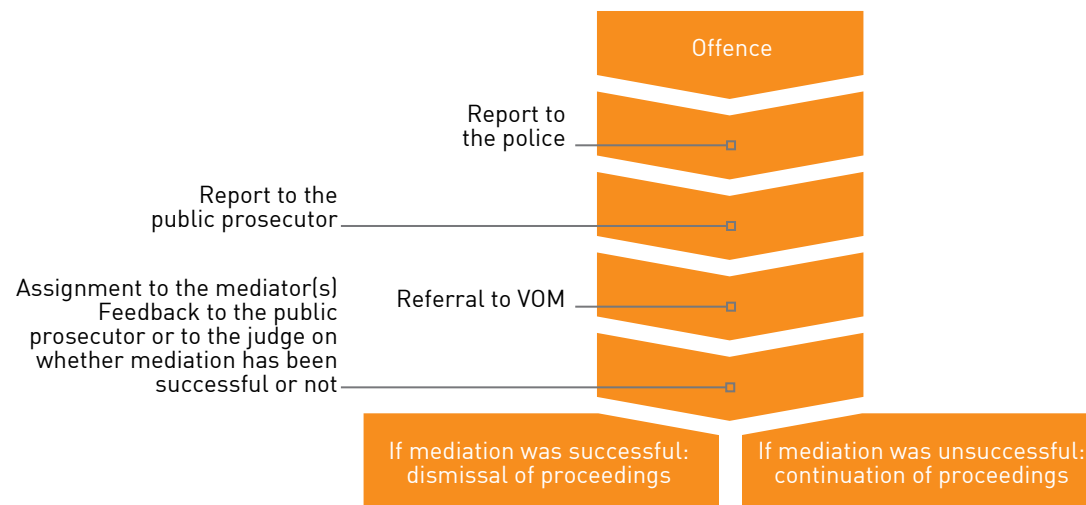 Offence
Report to
the police
Report to the
public prosecutor
Referral to VOM
Assignment to the mediator(s)
Feedback to the public
prosecutor or to the judge on
whether mediation has been
successful or not
If mediation was successful:
dismissal of proceedings
If mediation was unsuccessful:
continuation of proceedings